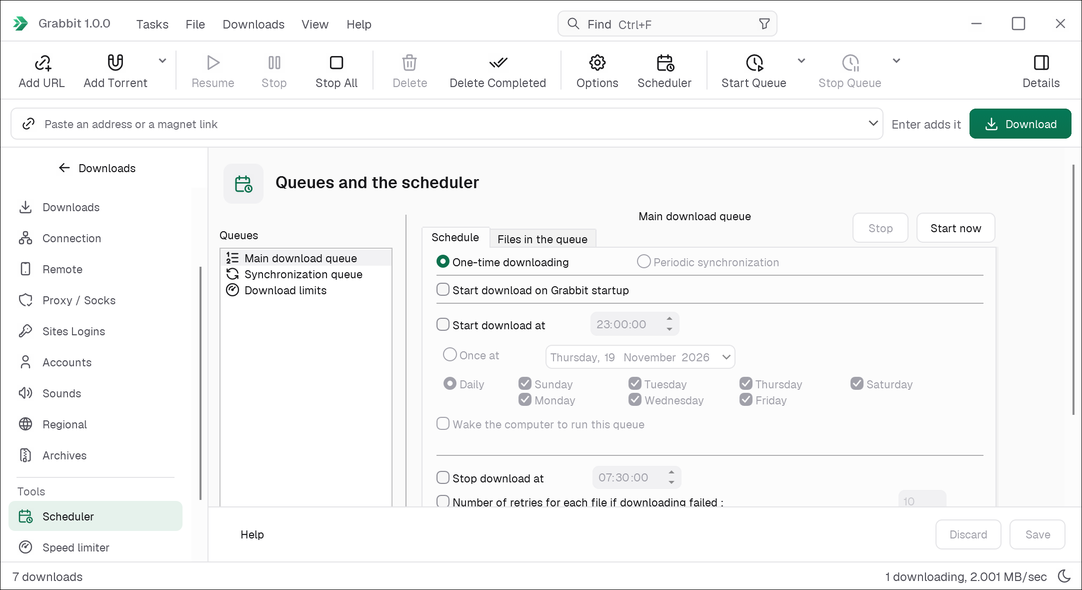 Grabbit 1.0.0 Tasks File Downloads View Help Find Ctrl+F
Add URL Add Torrent Resume Stop Stop All Delete Delete Completed Options Scheduler Start Queue Stop Queue Details
Paste an address or a magnet link Enter adds it Download
Downloads
Downloads
Connection
Remote
Proxy / Socks
Sites Logins
Accounts
Sounds
Regional
Archives
Tools
Scheduler
Speed limiter
Queues and the scheduler
Queues
Main download queue
Synchronization queue
Download limits
Main download queue Stop Start now
Schedule Files in the queue
One-time downloading Periodic synchronization
Start download on Grabbit startup
Start download at 23:00:00
Once at Thursday, 19 November 2026
Daily Sunday Tuesday Thursday Saturday
Monday Wednesday Friday
Wake the computer to run this queue
Stop download at 07:30:00
Number of retries for each file if downloading failed : 10
Help Discard Save
7 downloads 1 downloading, 2.001 MB/sec